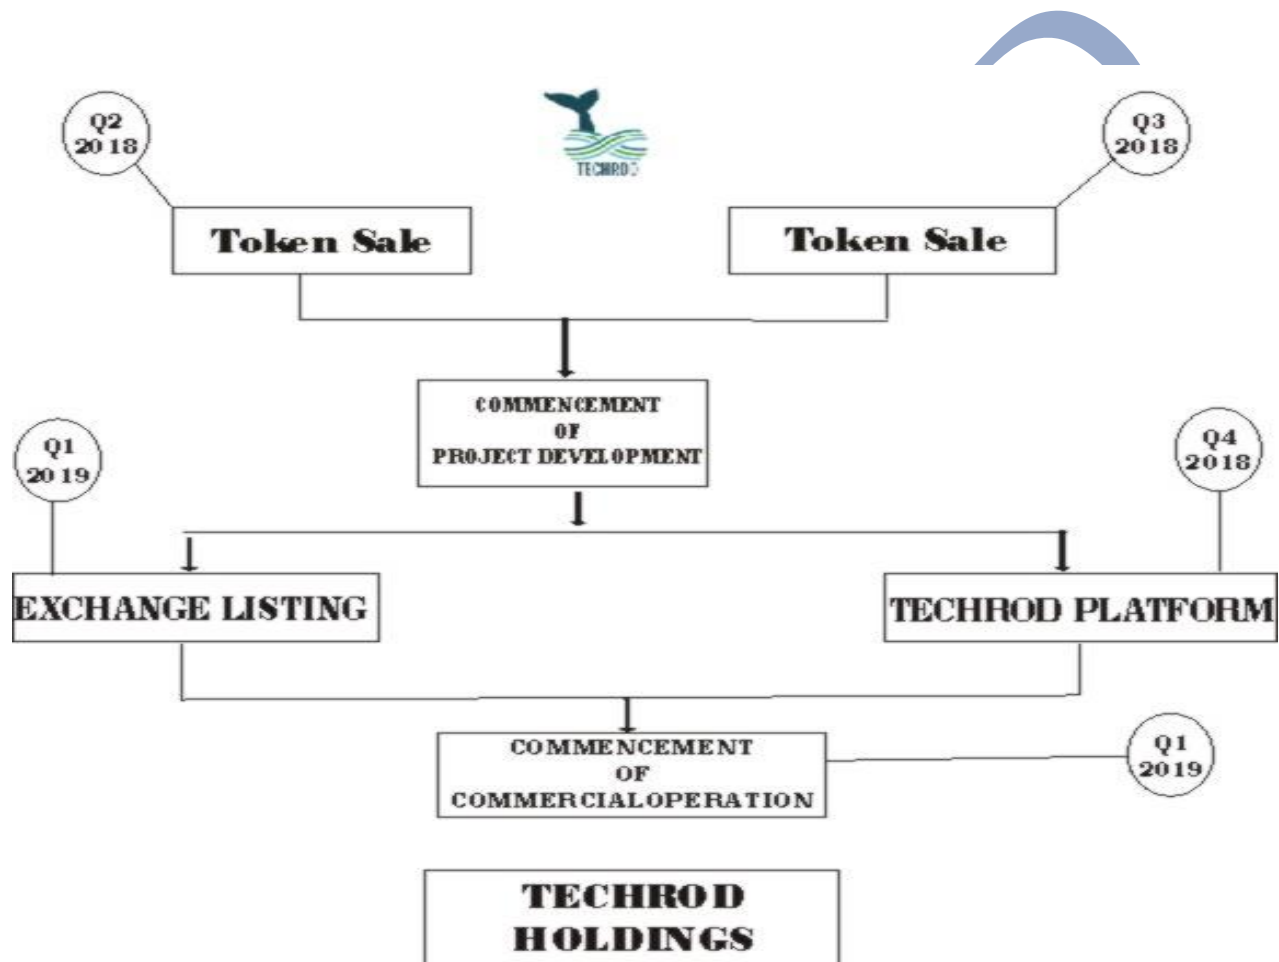 Q2
2018
TECHROD
Q3
2018
Token Sale
Token Sale
COMMENCEMENT
OF
PROJECT DEVELOPMENT
Q1
2019
Q4
2018
EXCHANGE LISTING
TECHROD PLATFORM
COMMENCEMENT
OF
COMMERCIALOPERATION
Q1
2019
TECHROD
HOLDINGS